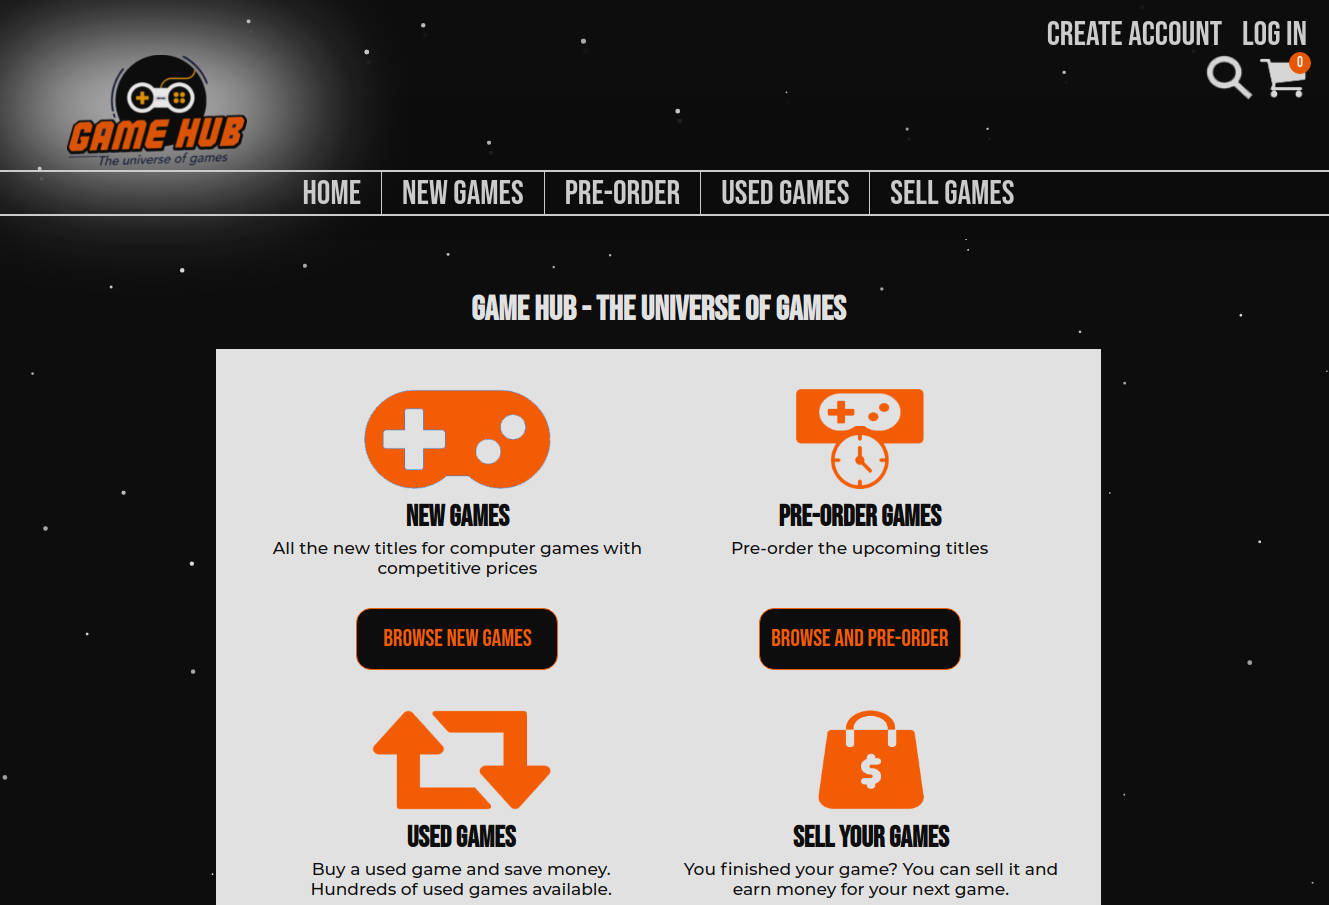 CREATE ACCOUNT LOG IN
0
GAME HUB
The universe of games
HOME NEW GAMES PRE-ORDER USED GAMES SELL GAMES
GAME HUB - THE UNIVERSE OF GAMES
NEW GAMES
All the new titles for computer games with
competitive prices
BROWSE NEW GAMES
PRE-ORDER GAMES
Pre-order the upcoming titles
BROWSE AND PRE-ORDER
USED GAMES
Buy a used game and save money.
Hundreds of used games available.
$
SELL YOUR GAMES
You finished your game? You can sell it and
earn money for your next game.